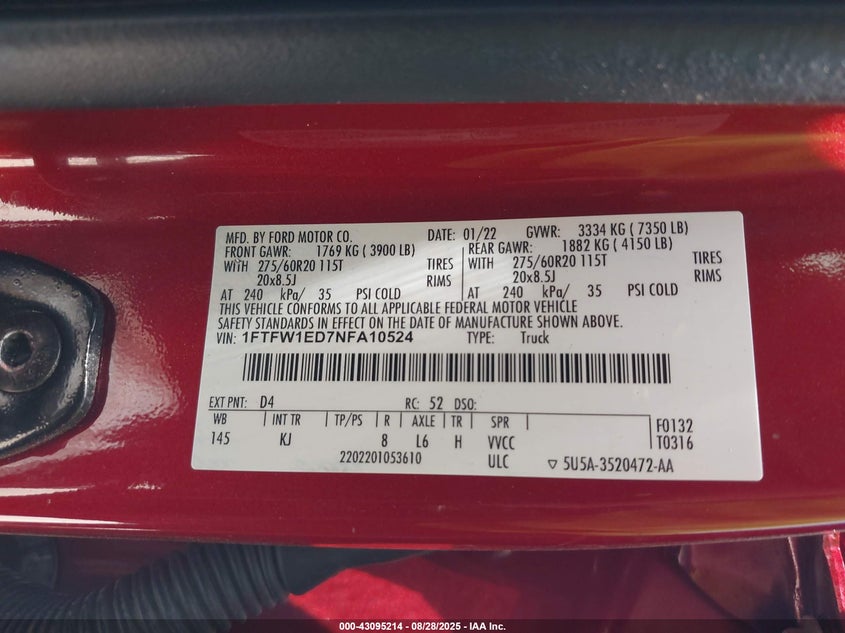 MFD. BY FORD MOTOR CO. DATE: 01/22 GVWR: 3334 KG ( 7350 LB)
FRONT GAWR: 1769 KG ( 3900 LB) REAR GAWR: 1882 KG ( 4150 LB)
WITH 275/60R20 115T TIRES WITH 275/60R20 115T TIRES
20x8.5J RIMS 20x8.5J RIMS
AT 240 kPa/ 35 PSI COLD AT 240 kPa/ 35 PSI COLD
THIS VEHICLE CONFORMS TO ALL APPLICABLE FEDERAL MOTOR VEHICLE
SAFETY STANDARDS IN EFFECT ON THE DATE OF MANUFACTURE SHOWN ABOVE.
VIN: 1FTFW1ED7NFA10524 TYPE: Truck
EXT PNT: D4 RC: 52 DSO:
WB INT TR TP/PS R AXLE TR SPR F0132
145 KJ 8 L6 H VVCC T0316
2202201053610 ULC ▽ 5U5A-3520472-AA
000-43095214 - 08/28/2025 - IAA Inc.